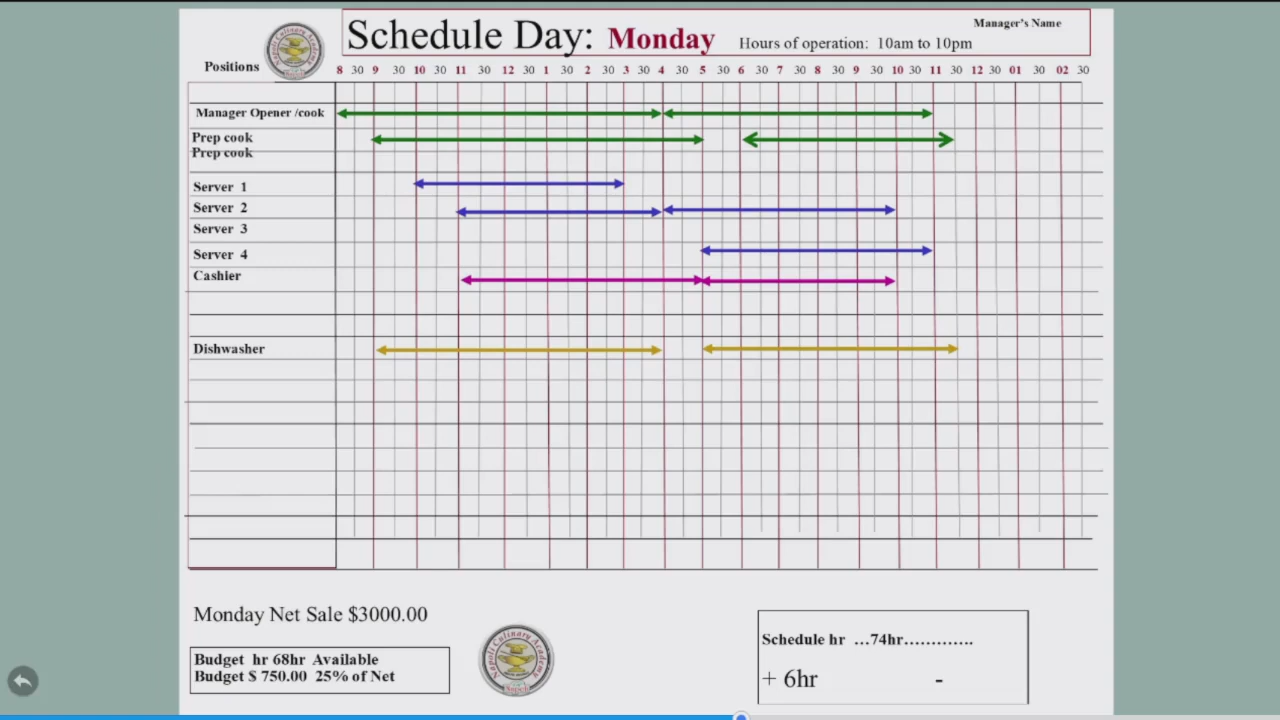 Manager's Name
Schedule Day: Monday Hours of operation: 10am to 10pm
Positions 8 30 9 30 10 30 11 30 12 30 1 30 2 30 3 30 4 30 5 30 6 30 7 30 8 30 9 30 10 30 11 30 12 30 01 30 02 30
Manager Opener /cook
Prep cook
Prep cook
Server 1
Server 2
Server 3
Server 4
Cashier
Dishwasher
Monday Net Sale $3000.00
Budget hr 68hr Available
Budget $ 750.00 25% of Net
Napoli Culinary Academy
Schedule hr ...74hr.............
+ 6hr -